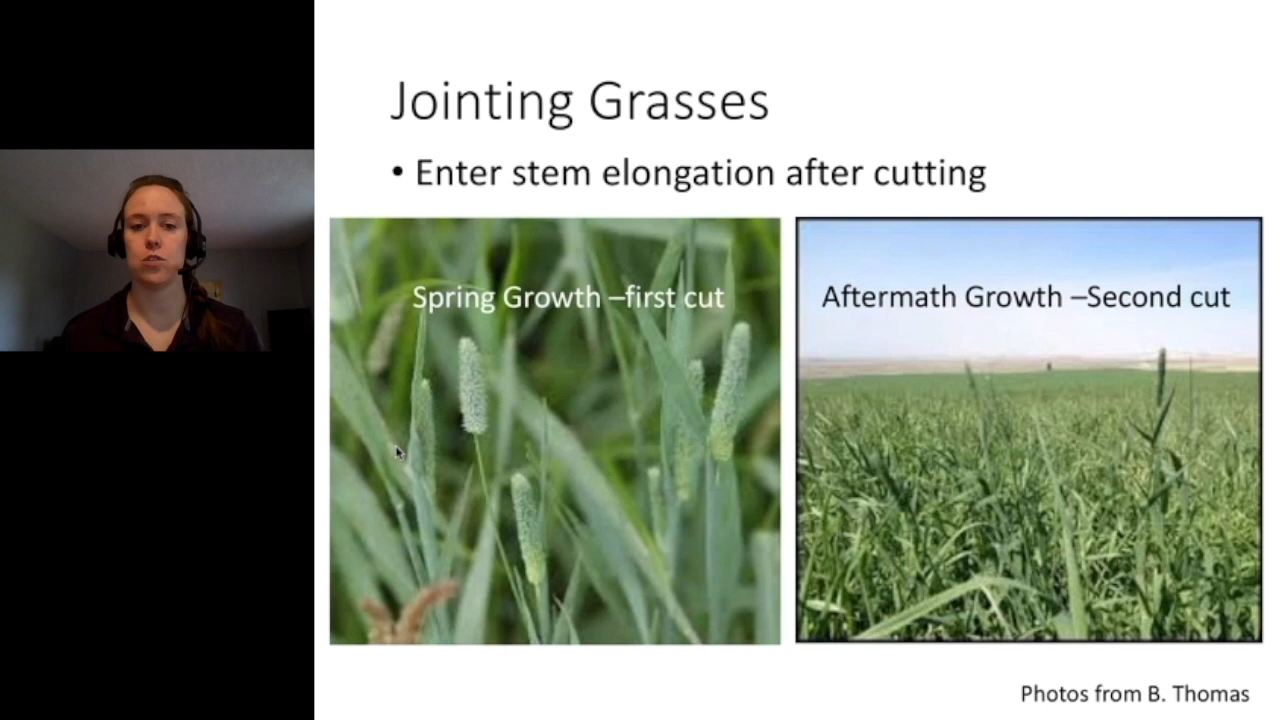 Jointing Grasses
• Enter stem elongation after cutting
Spring Growth –first cut
Aftermath Growth –Second cut
Photos from B. Thomas